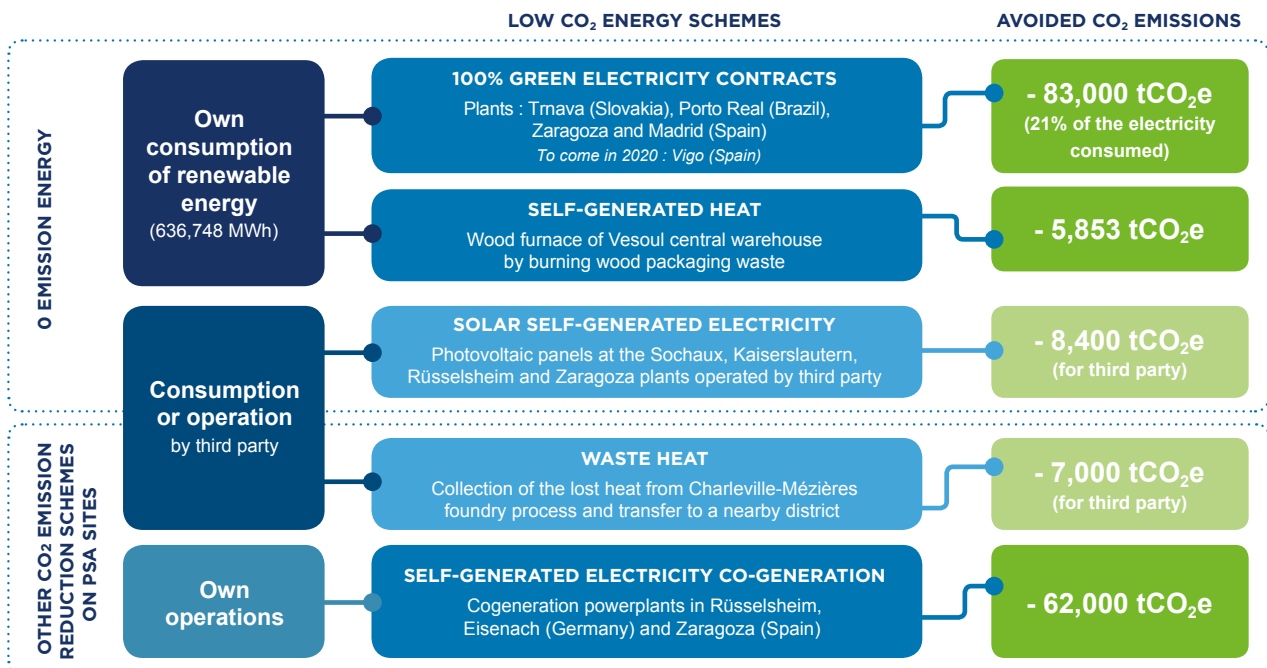 LOW CO₂ ENERGY SCHEMES
AVOIDED CO₂ EMISSIONS
0 EMISSION ENERGY
Own
consumption
of renewable
energy
(636,748 MWh)
100% GREEN ELECTRICITY CONTRACTS
Plants : Trnava (Slovakia), Porto Real (Brazil),
Zaragoza and Madrid (Spain)
To come in 2020 : Vigo (Spain)
- 83,000 tCO₂e
(21% of the electricity
consumed)
SELF-GENERATED HEAT
Wood furnace of Vesoul central warehouse
by burning wood packaging waste
- 5,853 tCO₂e
Consumption
or operation
by third party
SOLAR SELF-GENERATED ELECTRICITY
Photovoltaic panels at the Sochaux, Kaiserslautern,
Rüsselsheim and Zaragoza plants operated by third party
- 8,400 tCO₂e
(for third party)
OTHER CO₂ EMISSION
REDUCTION SCHEMES
ON PSA SITES
WASTE HEAT
Collection of the lost heat from Charleville-Mézières
foundry process and transfer to a nearby district
- 7,000 tCO₂e
(for third party)
Own
operations
SELF-GENERATED ELECTRICITY CO-GENERATION
Cogeneration powerplants in Rüsselsheim,
Eisenach (Germany) and Zaragoza (Spain)
- 62,000 tCO₂e